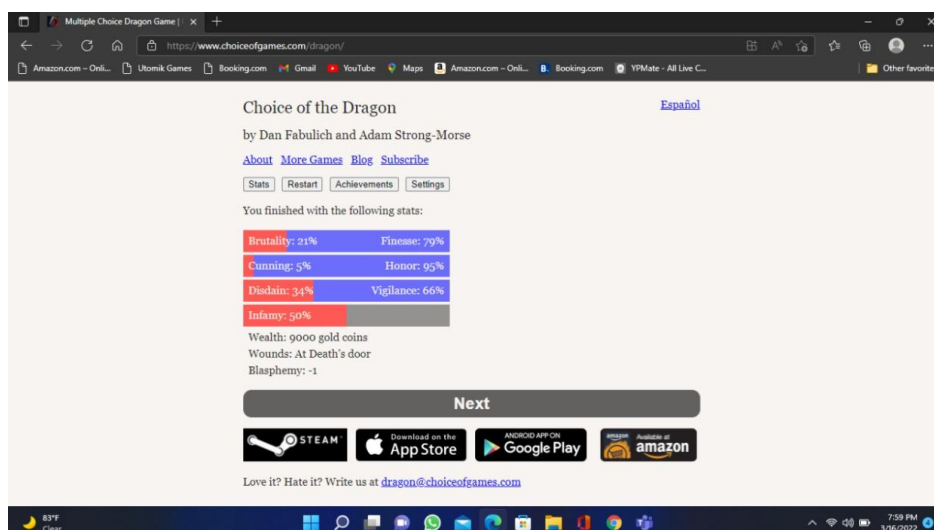 Multiple Choice Dragon Game |
https://www.choiceofgames.com/dragon/
Amazon.com – Onli... Utomik Games Booking.com Gmail YouTube Maps Amazon.com – Onli... Booking.com YPMate - All Live C... Other favorite
Choice of the Dragon Español
by Dan Fabulich and Adam Strong-Morse
About More Games Blog Subscribe
Stats Restart Achievements Settings
You finished with the following stats:
Brutality: 21% Finesse: 79%
Cunning: 5% Honor: 95%
Disdain: 34% Vigilance: 66%
Infamy: 50%
Wealth: 9000 gold coins
Wounds: At Death's door
Blasphemy: -1
Next
STEAM
Download on the
App Store
ANDROID APP ON
Google Play
amazon
Available at
amazon
Love it? Hate it? Write us at dragon@choiceofgames.com
83°F
Clear
7:59 PM
3/16/2022